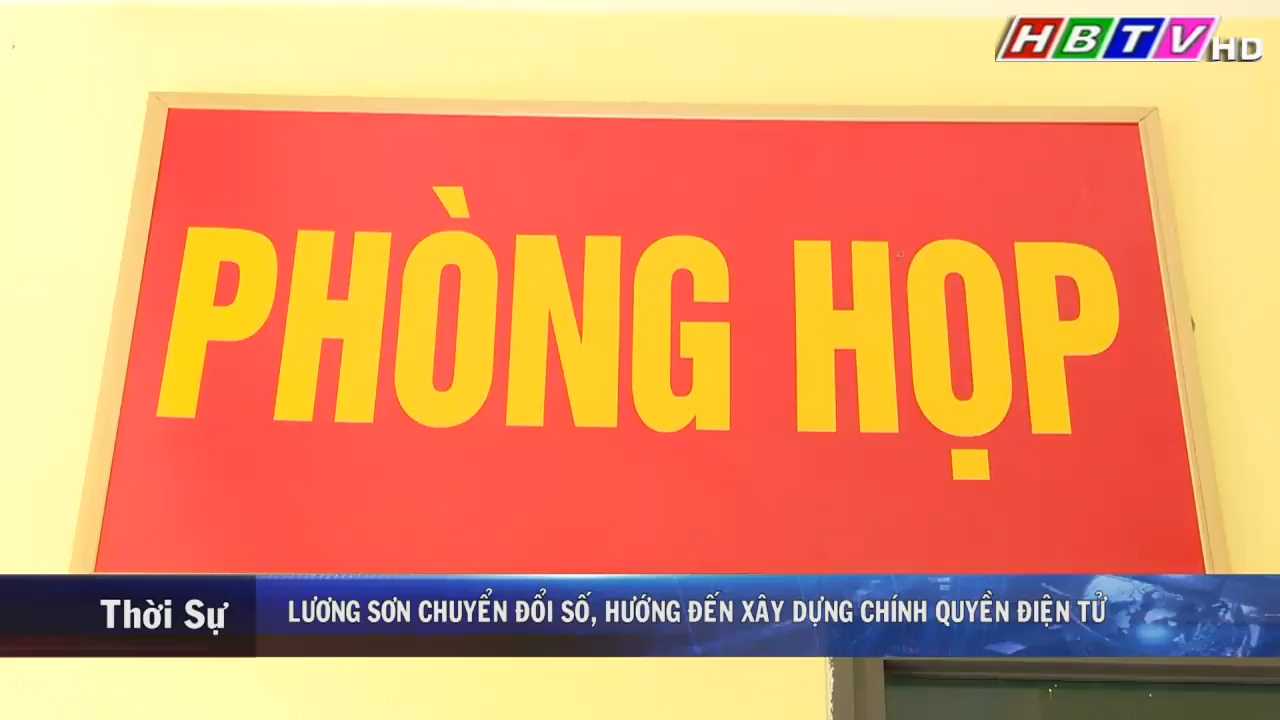 HBTV HD
PHÒNG HỌP
Thời Sự
LƯƠNG SƠN CHUYỂN ĐỔI SỐ, HƯỚNG ĐẾN XÂY DỰNG CHÍNH QUYỀN ĐIỆN TỬ